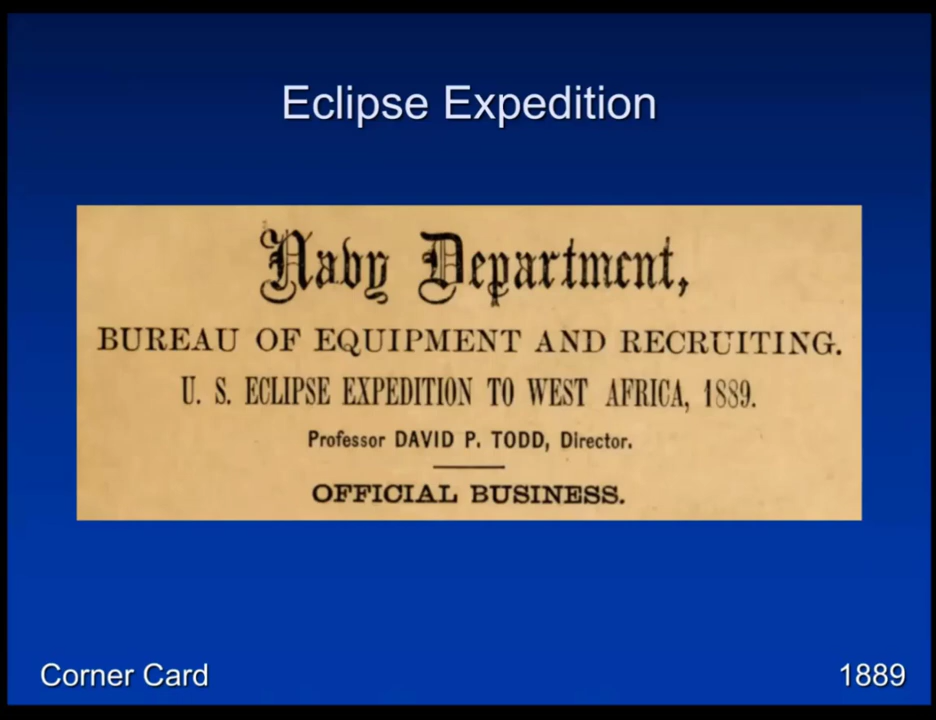 Eclipse Expedition
Navy Department,
BUREAU OF EQUIPMENT AND RECRUITING.
U. S. ECLIPSE EXPEDITION TO WEST AFRICA, 1889.
Professor DAVID P. TODD, Director.
OFFICIAL BUSINESS.
Corner Card
1889